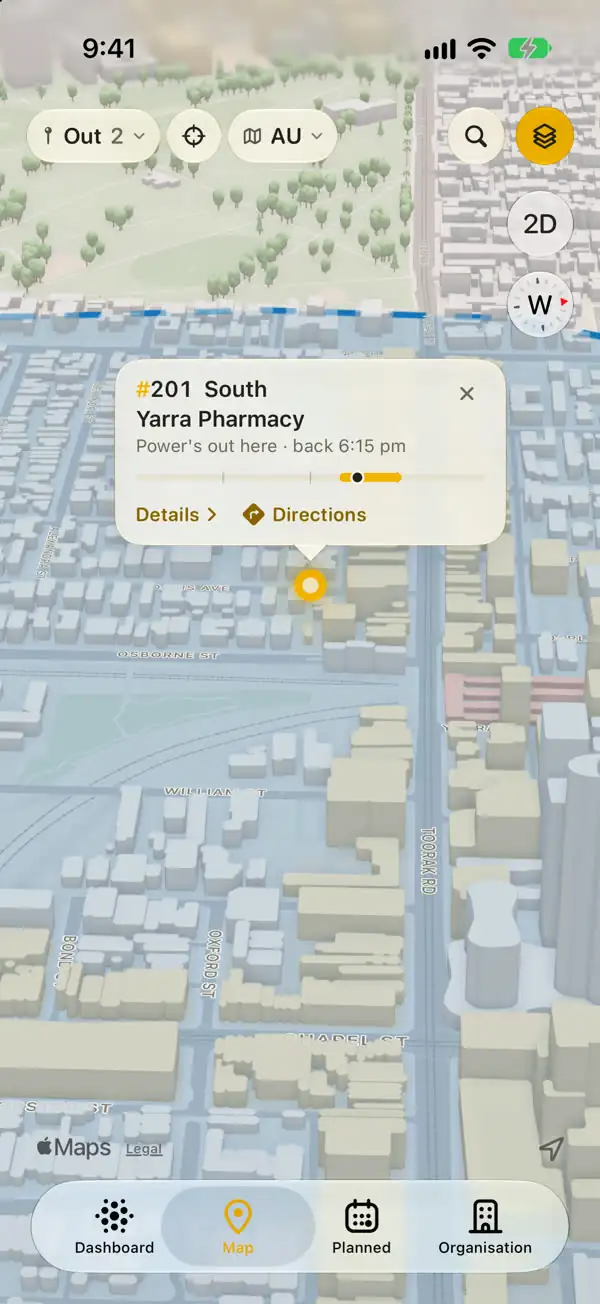 9:41
Out 2
AU
2D
W
#201 South
Yarra Pharmacy
Power's out here · back 6:15 pm
Details
Directions
OSBORNE ST
WILLIAM ST
TOORAK RD
OXFORD ST
CHAPEL ST
Maps Legal
Dashboard
Map
Planned
Organisation